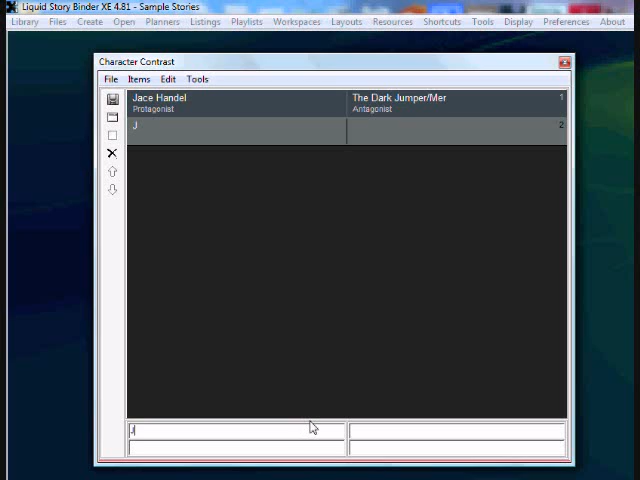 Liquid Story Binder XE 4.81 - Sample Stories
Library Files Create Open Planners Listings Playlists Workspaces Layouts Resources Shortcuts Tools Display Preferences About
Character Contrast
File Items Edit Tools
Jace Handel The Dark Jumper/Mer 1
Protagonist Antagonist
J 2
J